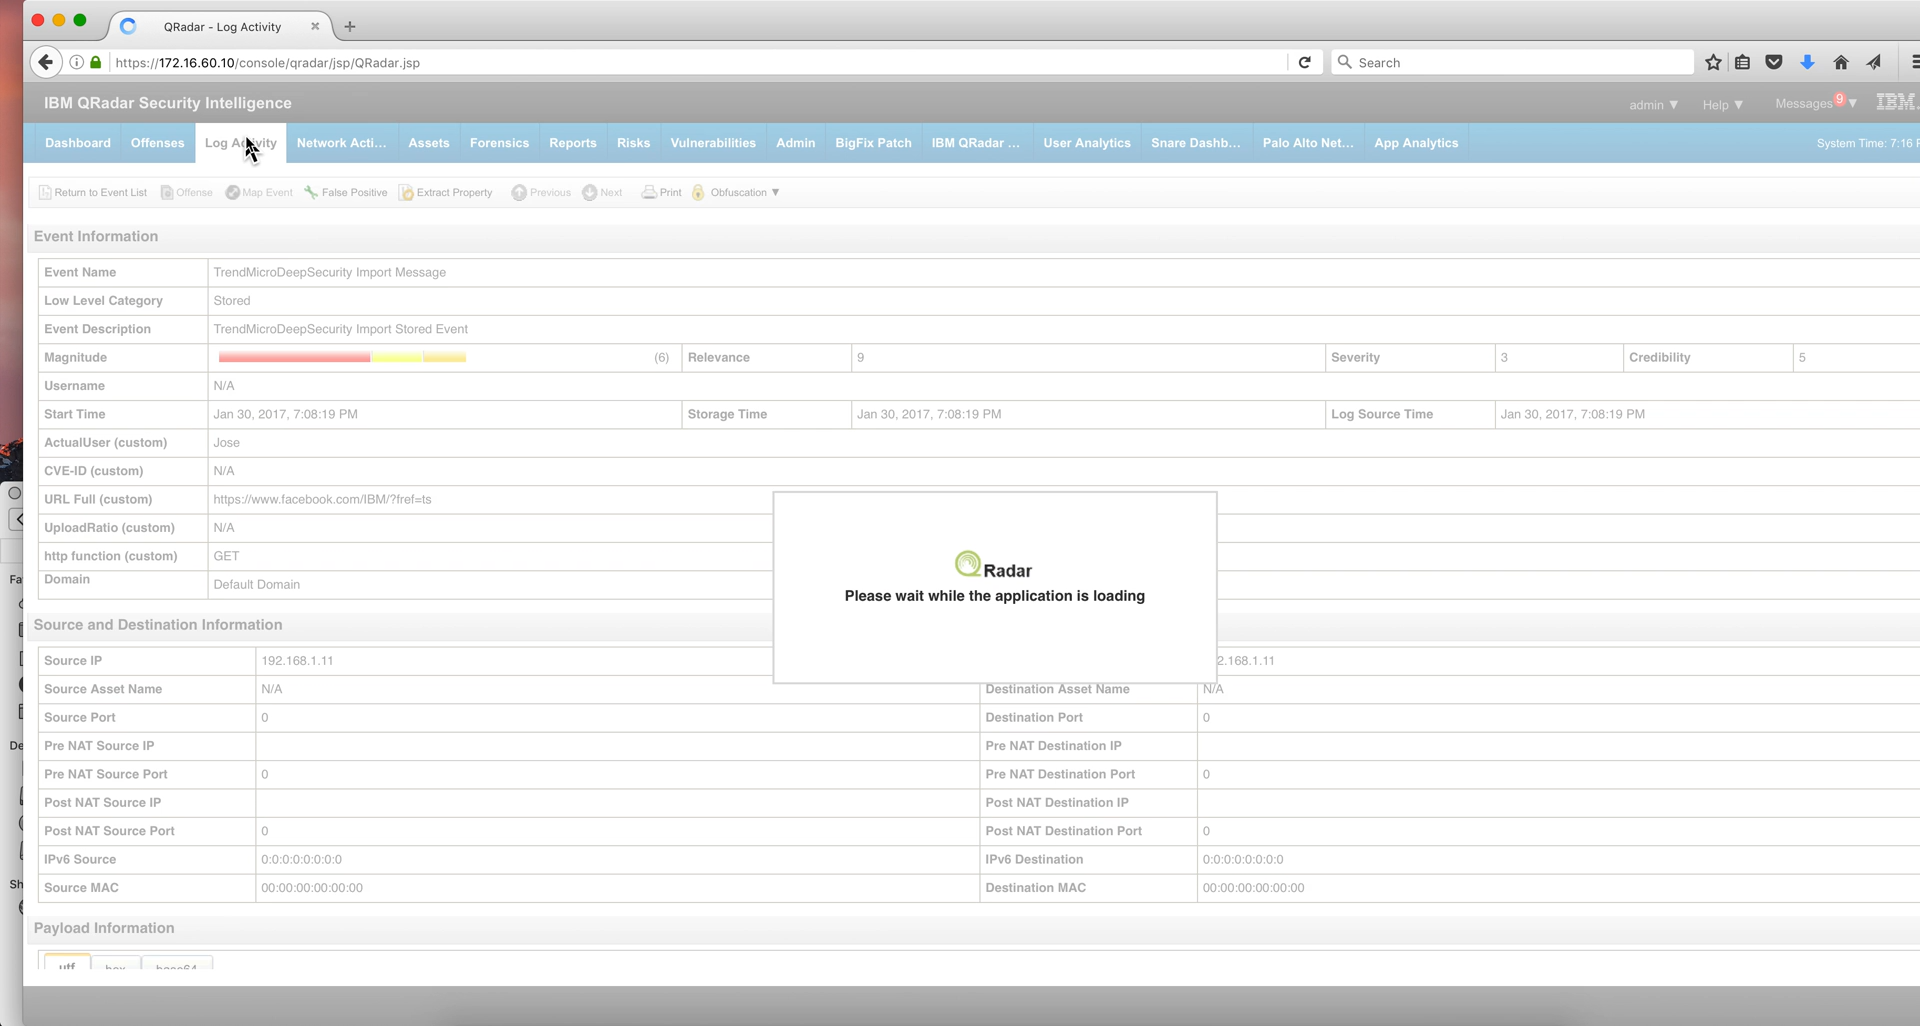 QRadar - Log Activity
https://172.16.60.10/console/qradar/jsp/QRadar.jsp
Search
IBM QRadar Security Intelligence
admin ▼ Help ▼ Messages 9 ▼ IBM.
Dashboard Offenses Log Activity Network Acti... Assets Forensics Reports Risks Vulnerabilities Admin BigFix Patch IBM QRadar ... User Analytics Snare Dashb... Palo Alto Net... App Analytics System Time: 7:16 P
Return to Event List Offense Map Event False Positive Extract Property Previous Next Print Obfuscation ▼
Event Information
Event Name TrendMicroDeepSecurity Import Message
Low Level Category Stored
Event Description TrendMicroDeepSecurity Import Stored Event
Magnitude (6) Relevance 9 Severity 3 Credibility 5
Username N/A
Start Time Jan 30, 2017, 7:08:19 PM Storage Time Jan 30, 2017, 7:08:19 PM Log Source Time Jan 30, 2017, 7:08:19 PM
ActualUser (custom) Jose
CVE-ID (custom) N/A
URL Full (custom) https://www.facebook.com/IBM/?fref=ts
UploadRatio (custom) N/A
http function (custom) GET
Domain Default Domain
QRadar
Please wait while the application is loading
Source and Destination Information
Source IP 192.168.1.11 2.168.1.11
Source Asset Name N/A Destination Asset Name N/A
Source Port 0 Destination Port 0
Pre NAT Source IP Pre NAT Destination IP
Pre NAT Source Port 0 Pre NAT Destination Port 0
Post NAT Source IP Post NAT Destination IP
Post NAT Source Port 0 Post NAT Destination Port 0
IPv6 Source 0:0:0:0:0:0:0:0 IPv6 Destination 0:0:0:0:0:0:0:0
Source MAC 00:00:00:00:00:00 Destination MAC 00:00:00:00:00:00
Payload Information
utf hex base64
Fa
De
Sh